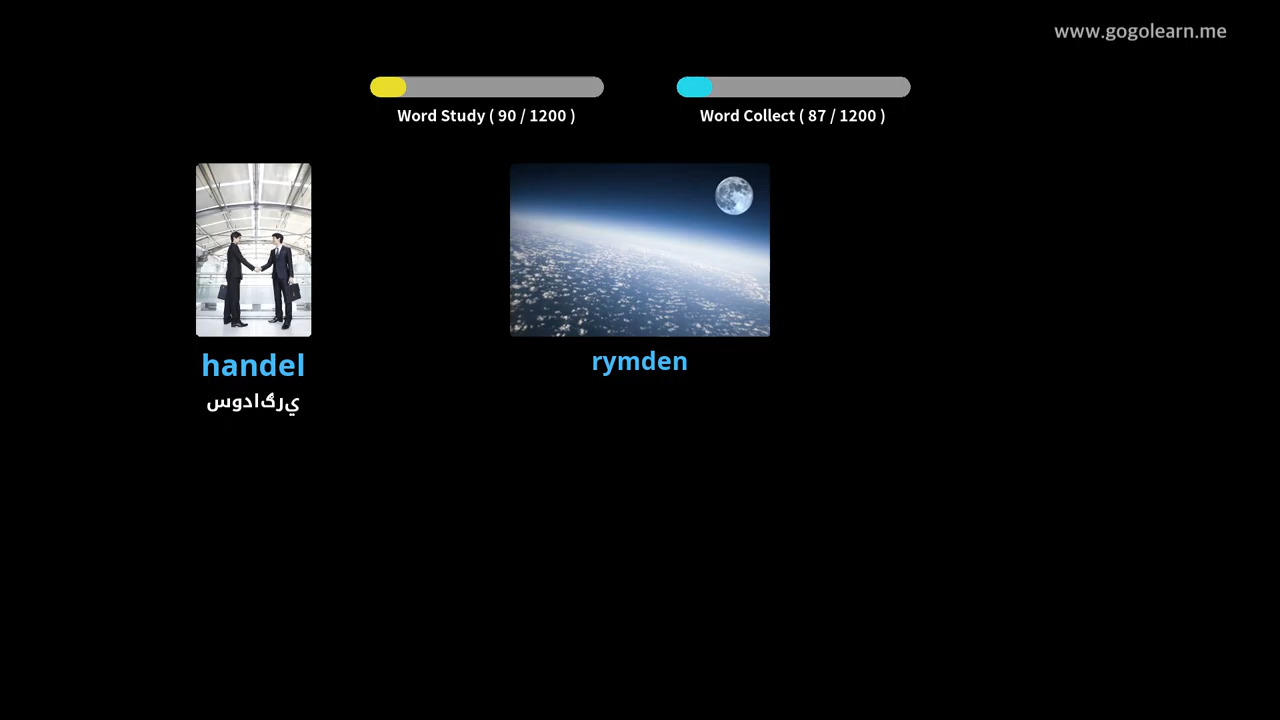 www.gogolearn.me
Word Study ( 90 / 1200 )
Word Collect ( 87 / 1200 )
handel
يرگادوس
rymden